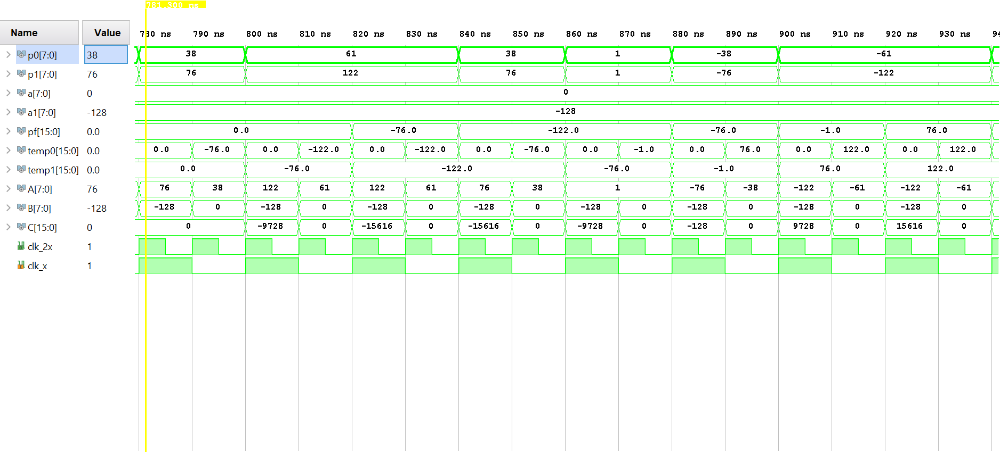 781.300 ns
Name Value 780 ns 790 ns 800 ns 810 ns 820 ns 830 ns 840 ns 850 ns 860 ns 870 ns 880 ns 890 ns 900 ns 910 ns 920 ns 930 ns 94
p0[7:0] 38 38 61 38 1 -38 -61
p1[7:0] 76 76 122 76 1 -76 -122
a[7:0] 0 0
a1[7:0] -128 -128
pf[15:0] 0.0 0.0 -76.0 -122.0 -76.0 -1.0 76.0
temp0[15:0] 0.0 0.0 -76.0 0.0 -122.0 0.0 -122.0 0.0 -76.0 0.0 -1.0 0.0 76.0 0.0 122.0 0.0 122.0
temp1[15:0] 0.0 0.0 -76.0 -122.0 -76.0 -1.0 76.0 122.0
A[7:0] 76 76 38 122 61 122 61 76 38 1 -76 -38 -122 -61 -122 -61
B[7:0] -128 -128 0 -128 0 -128 0 -128 0 -128 0 -128 0 -128 0 -128 0
C[15:0] 0 0 -9728 0 -15616 0 -15616 0 -9728 0 -128 0 9728 0 15616 0
clk_2x 1
clk_x 1